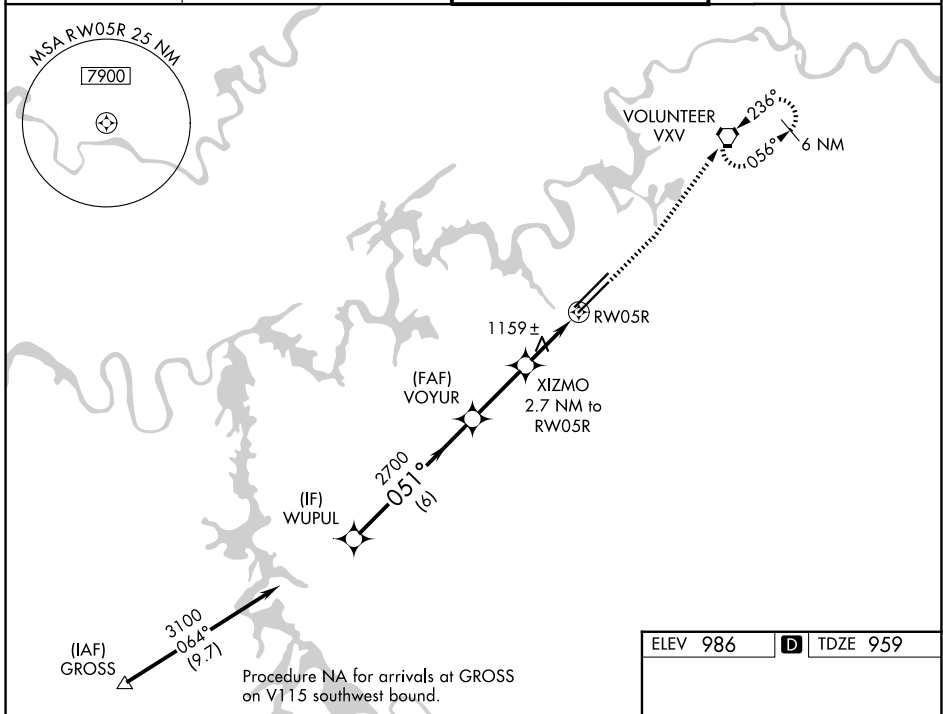 MSA RW05R 25 NM
7900
VOLUNTEER
VXV
236°
056°
6 NM
RW05R
1159±
XIZMO
2.7 NM to
RW05R
(FAF)
VOYUR
2700
051°
(6)
(IF)
WUPUL
3100
064°
(9.7)
(IAF)
GROSS
Procedure NA for arrivals at GROSS
on V115 southwest bound.
ELEV 986 D TDZE 959